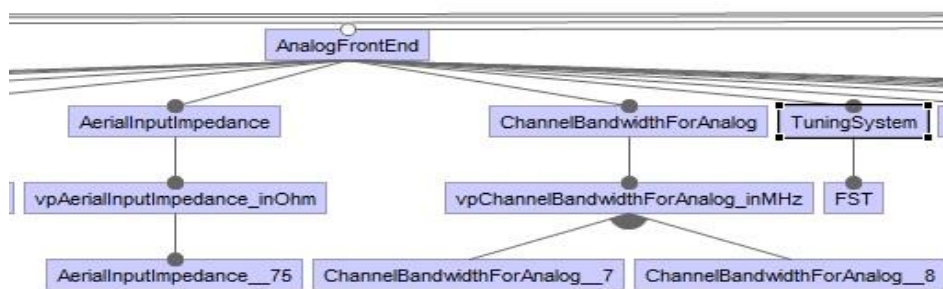 AnalogFrontEnd
AerialInputImpedance
ChannelBandwidthForAnalog
TuningSystem
vpAerialInputImpedance_inOhm
vpChannelBandwidthForAnalog_inMHz
FST
AerialInputImpedance__75
ChannelBandwidthForAnalog__7
ChannelBandwidthForAnalog__8